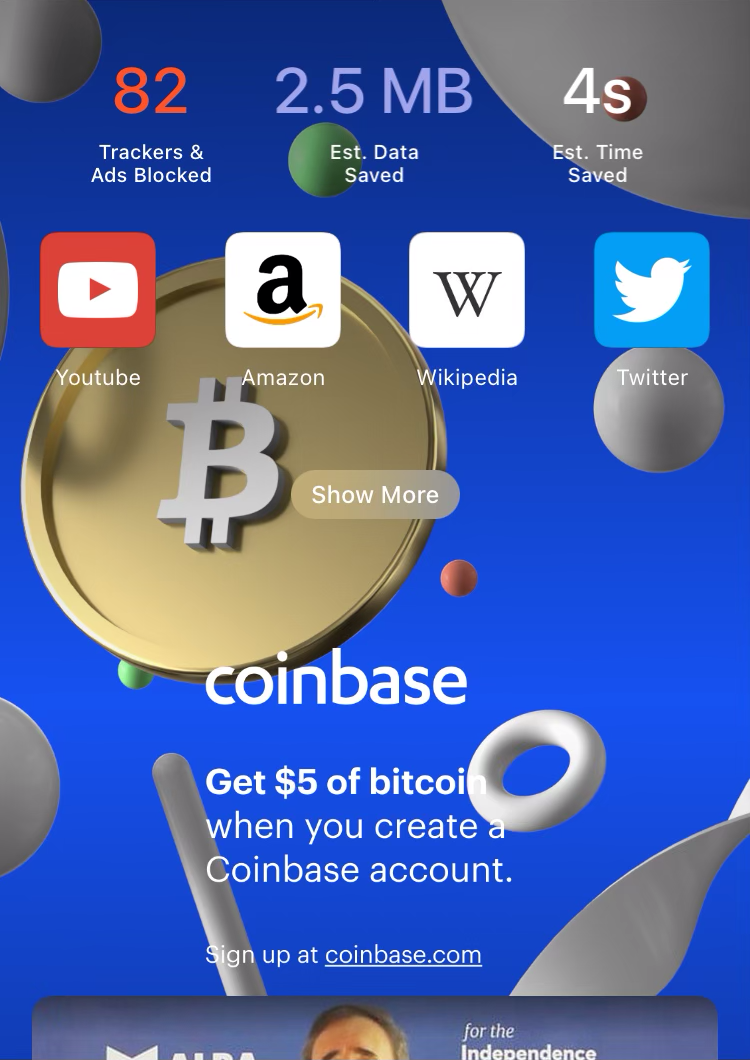 82 2.5 MB 4s
Trackers & Est. Data Est. Time
Ads Blocked Saved Saved
a W
Youtube Amazon Wikipedia Twitter
B
Show More
coinbase
Get $5 of bitcoin
when you create a
Coinbase account.
Sign up at coinbase.com
for the
Independence